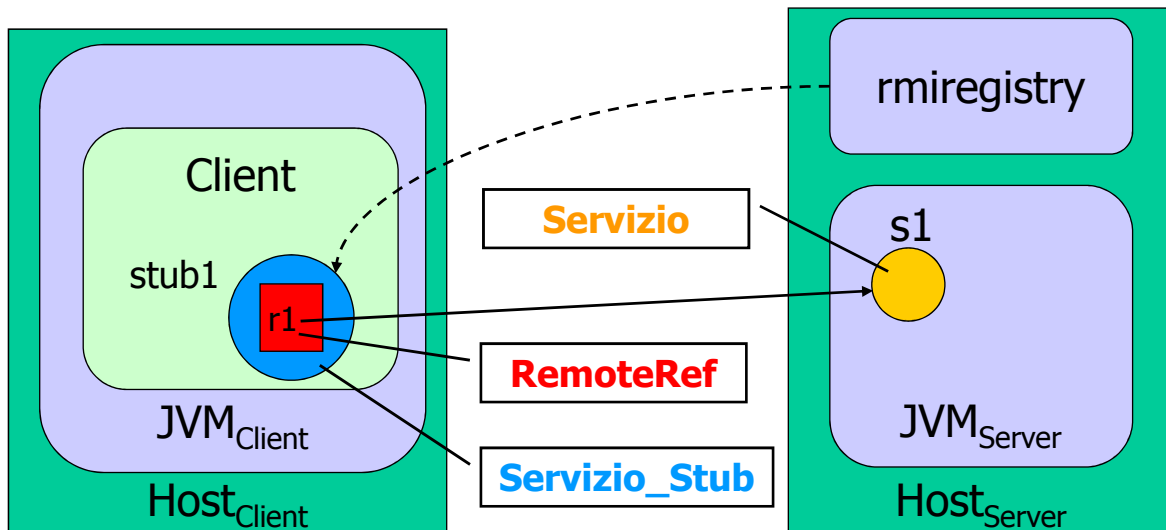 rmiregistry
Client
Servizio
s1
stub1
r1
RemoteRef
JVMClient
JVMServer
Servizio_Stub
HostClient
HostServer